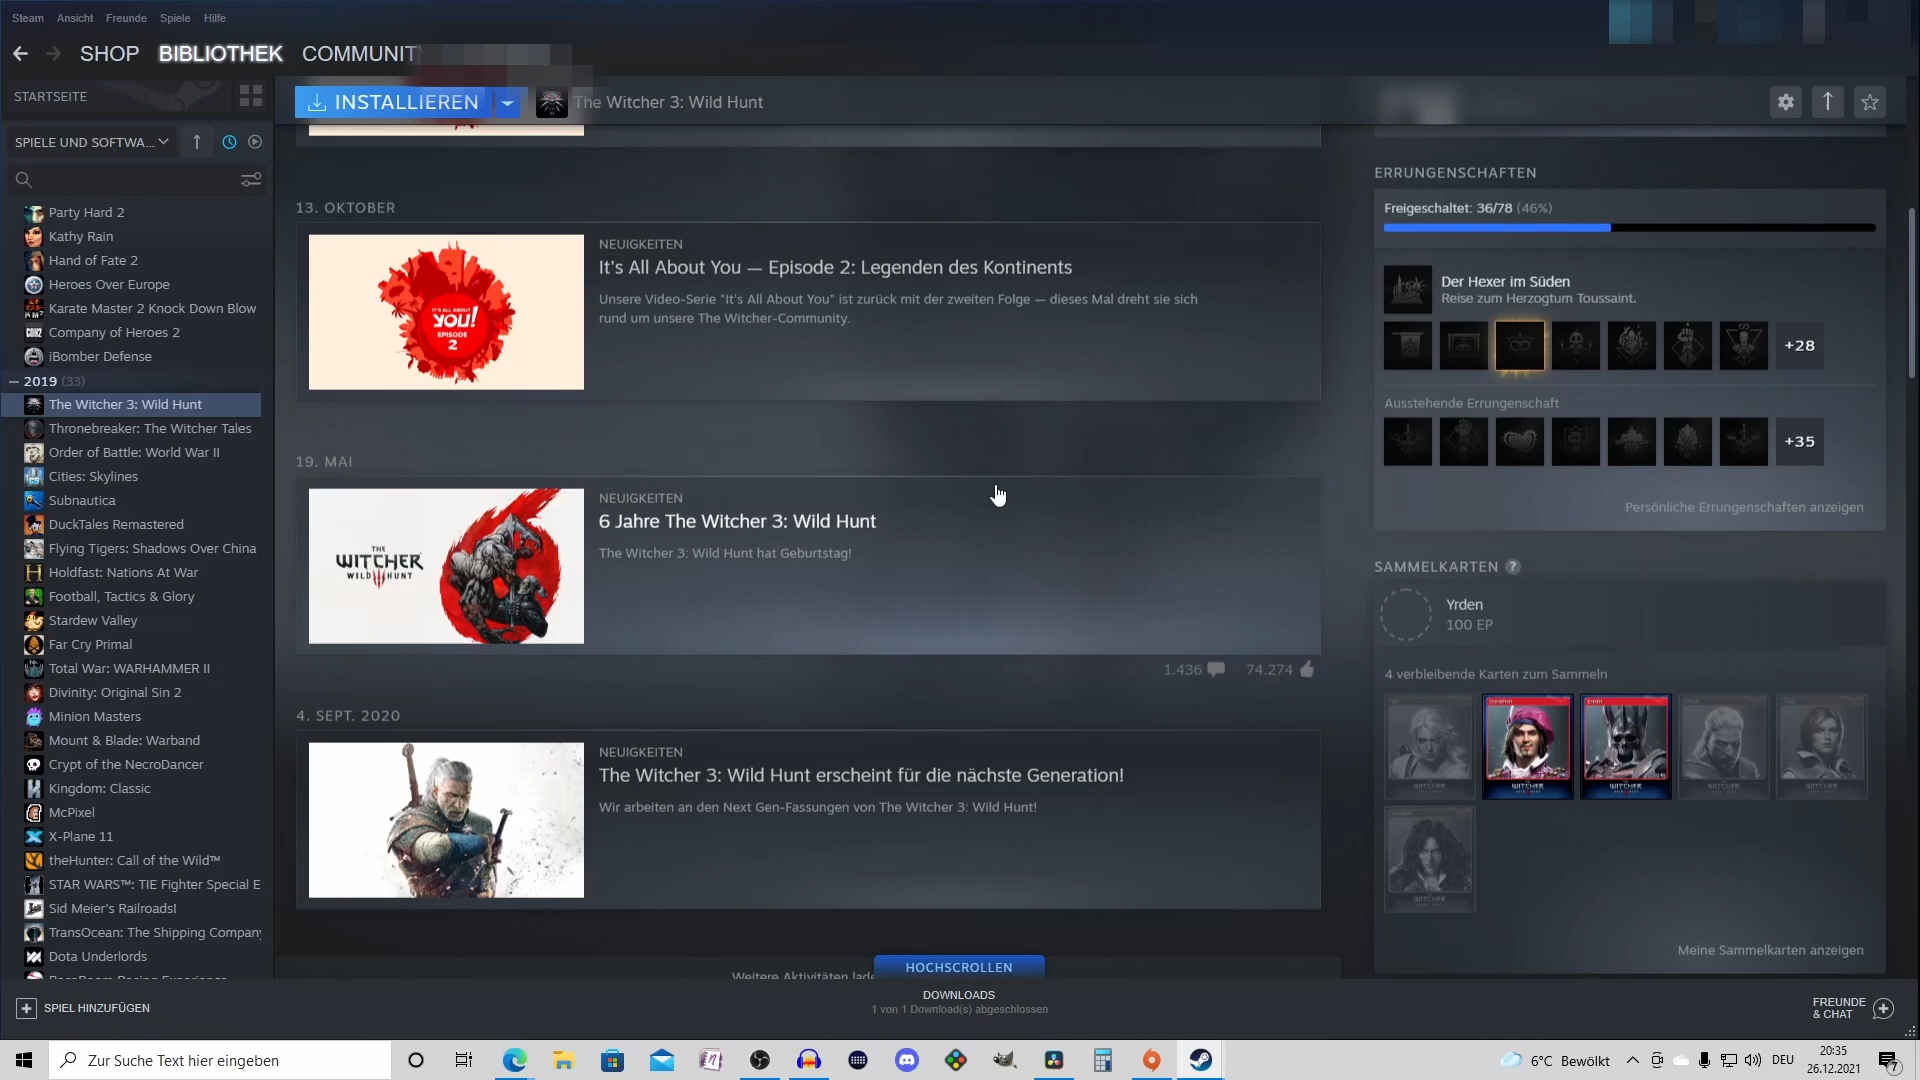 Steam Ansicht Freunde Spiele Hilfe
SHOP BIBLIOTHEK COMMUNITY
STARTSEITE
INSTALLIEREN The Witcher 3: Wild Hunt
SPIELE UND SOFTWA...
Party Hard 2
Kathy Rain
Hand of Fate 2
Heroes Over Europe
Karate Master 2 Knock Down Blow
Company of Heroes 2
iBomber Defense
2019 (33)
The Witcher 3: Wild Hunt
Thronebreaker: The Witcher Tales
Order of Battle: World War II
Cities: Skylines
Subnautica
DuckTales Remastered
Flying Tigers: Shadows Over China
Holdfast: Nations At War
Football, Tactics & Glory
Stardew Valley
Far Cry Primal
Total War: WARHAMMER II
Divinity: Original Sin 2
Minion Masters
Mount & Blade: Warband
Crypt of the NecroDancer
Kingdom: Classic
McPixel
X-Plane 11
theHunter: Call of the Wild™
STAR WARS™: TIE Fighter Special E
Sid Meier's Railroads!
TransOcean: The Shipping Company
Dota Underlords
13. OKTOBER
IT'S ALL ABOUT
YOU!
EPISODE
2
NEUIGKEITEN
It's All About You — Episode 2: Legenden des Kontinents
Unsere Video-Serie "It's All About You" ist zurück mit der zweiten Folge — dieses Mal dreht sie sich
rund um unsere The Witcher-Community.
19. MAI
THE
WITCHER
WILD HUNT
NEUIGKEITEN
6 Jahre The Witcher 3: Wild Hunt
The Witcher 3: Wild Hunt hat Geburtstag!
1.436 74.274
4. SEPT. 2020
NEUIGKEITEN
The Witcher 3: Wild Hunt erscheint für die nächste Generation!
Wir arbeiten an den Next Gen-Fassungen von The Witcher 3: Wild Hunt!
Weitere Aktivitäten lade
HOCHSCROLLEN
ERRUNGENSCHAFTEN
Freigeschaltet: 36/78 (46%)
Der Hexer im Süden
Reise zum Herzogtum Toussaint.
+28
Ausstehende Errungenschaft
+35
Persönliche Errungenschaften anzeigen
SAMMELKARTEN ?
Yrden
100 EP
4 verbleibende Karten zum Sammeln
Meine Sammelkarten anzeigen
SPIEL HINZUFÜGEN
DOWNLOADS
1 von 1 Download(s) abgeschlossen
FREUNDE
& CHAT
Zur Suche Text hier eingeben
6°C Bewölkt
DEU
20:35
26.12.2021
7